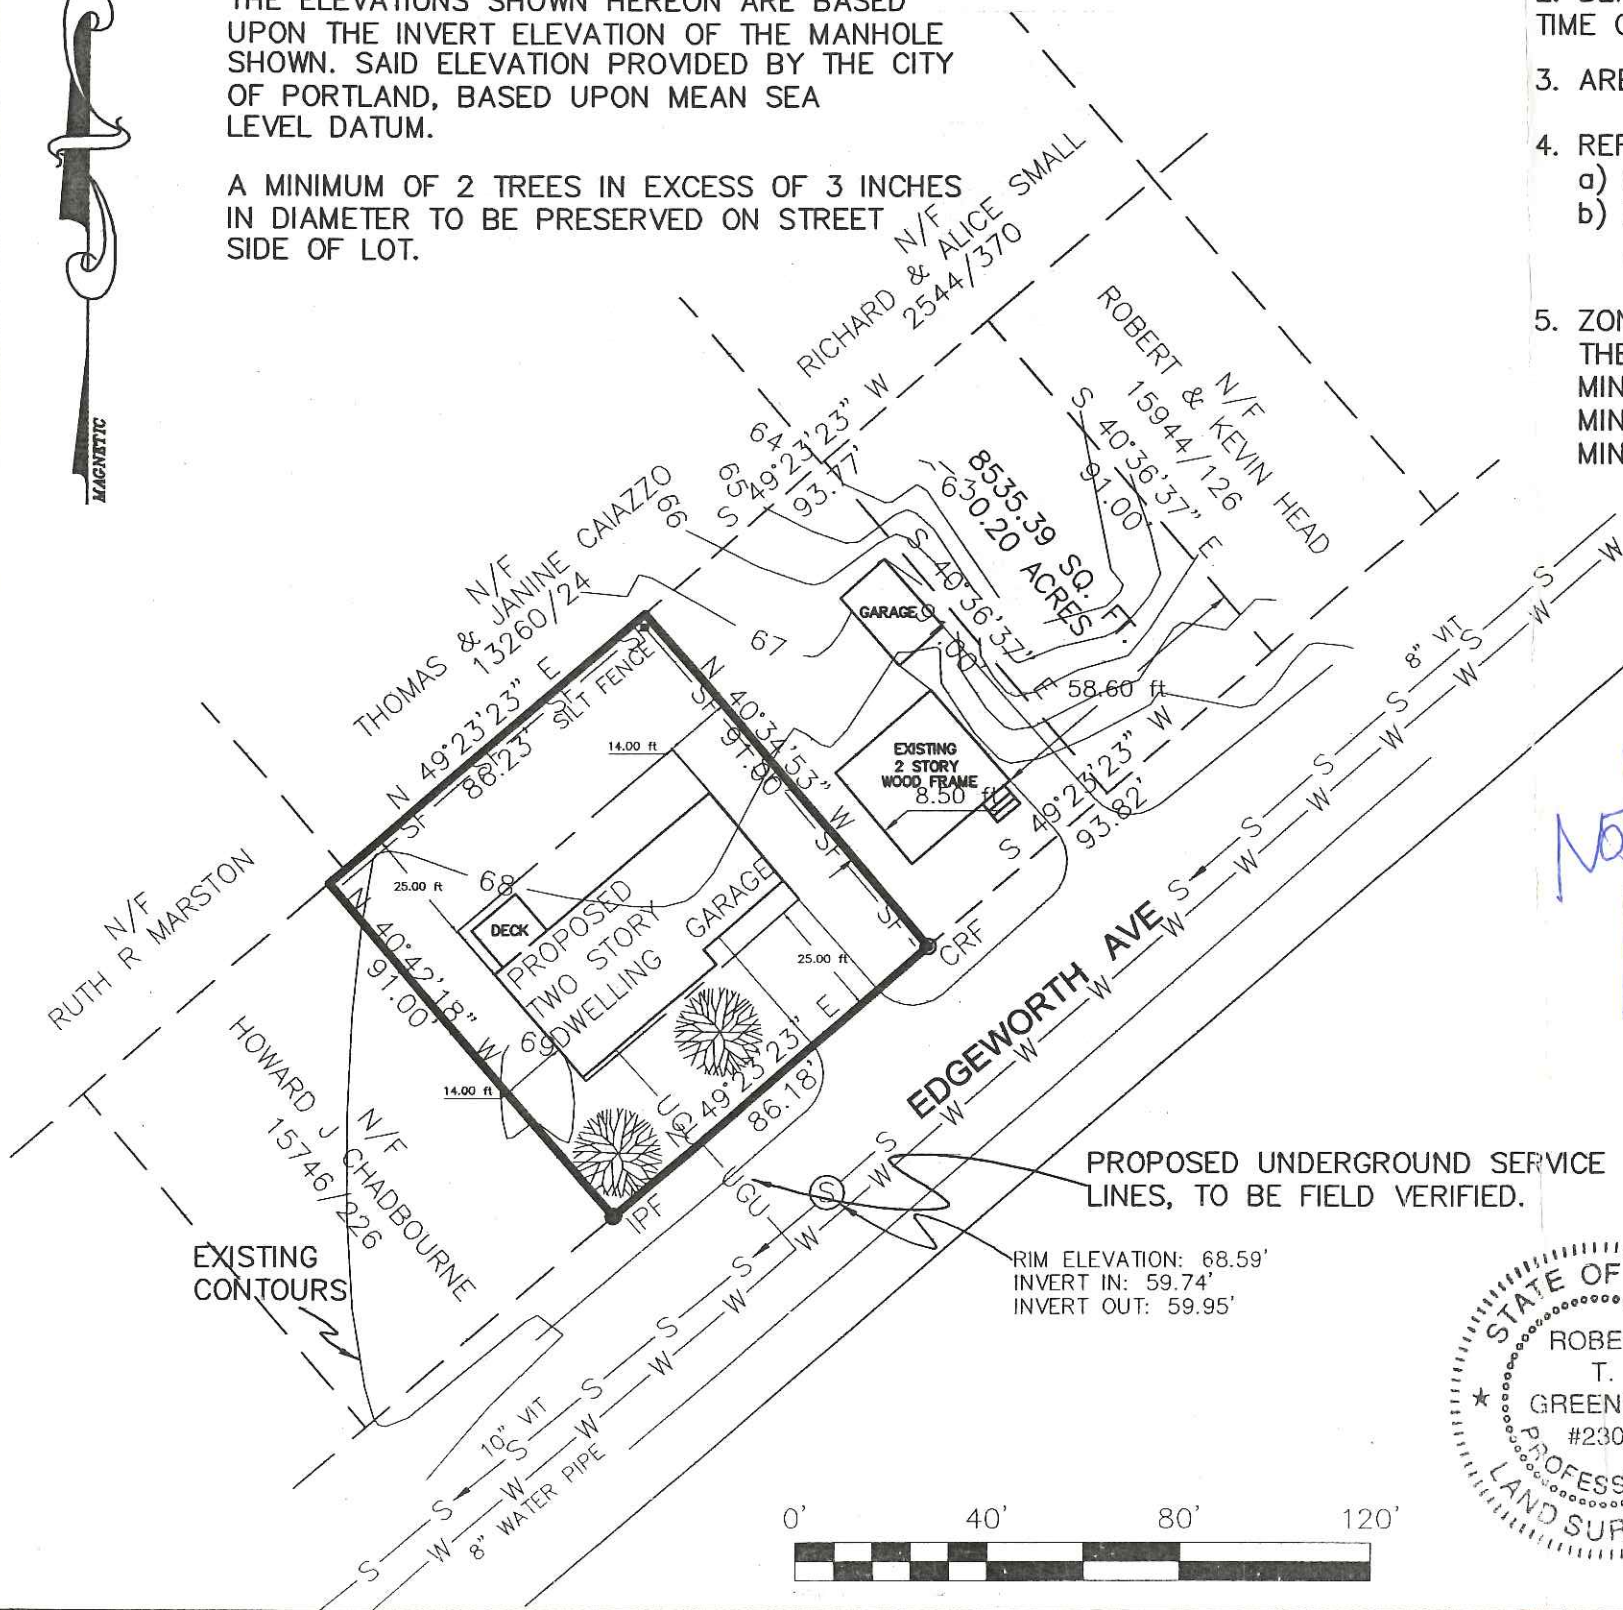 THE ELEVATIONS SHOWN HEREON ARE BASED
UPON THE INVERT ELEVATION OF THE MANHOLE
SHOWN. SAID ELEVATION PROVIDED BY THE CITY
OF PORTLAND, BASED UPON MEAN SEA
LEVEL DATUM.
A MINIMUM OF 2 TREES IN EXCESS OF 3 INCHES
IN DIAMETER TO BE PRESERVED ON STREET
SIDE OF LOT.
MAGNETIC
TIME
3. ARE
4. REF
a)
b)
5. ZON
THE
MIN
MIN
MIN
N/F
RICHARD & ALICE SMALL
2544/370
N/F
ROBERT & KEVIN HEAD
15944/126
S 40°36'37" E
91.00'
8535.39 SQ. FT.
0.20 ACRES
63
64
65
66
67
68
69
S 49°23'23" W
93.77'
N/F
THOMAS & JANINE CAIAZZO
13260/24
N 49°23'23" E
86.23'
SF
SF
SF
SILT FENCE
SF
SF
SF
N 40°34'53" W
91.00'
S 40°36'37" E
91.00'
GARAGE
58.60 ft
EXISTING
2 STORY
WOOD FRAME
8.50 ft
S 49°23'23" W
93.82'
14.00 ft
25.00 ft
DECK
PROPOSED
TWO STORY
DWELLING
GARAGE
25.00 ft
14.00 ft
N 40°42'18" W
91.00'
N 49°23'23" E
86.18'
UGU
UGU
CRF
IPF
N/F
RUTH R MARSTON
N/F
HOWARD J CHADBOURNE
15746/226
EXISTING
CONTOURS
EDGEWORTH AVE
8" VIT
10" VIT
8" WATER PIPE
S S S S S S S S S S S S
W W W W W W W W W W W W W W W
PROPOSED UNDERGROUND SERVICE
LINES, TO BE FIELD VERIFIED.
RIM ELEVATION: 68.59'
INVERT IN: 59.74'
INVERT OUT: 59.95'
0' 40' 80' 120'
STATE OF
ROBE
T.
GREEN
#230
PROFESS
LAND SUR